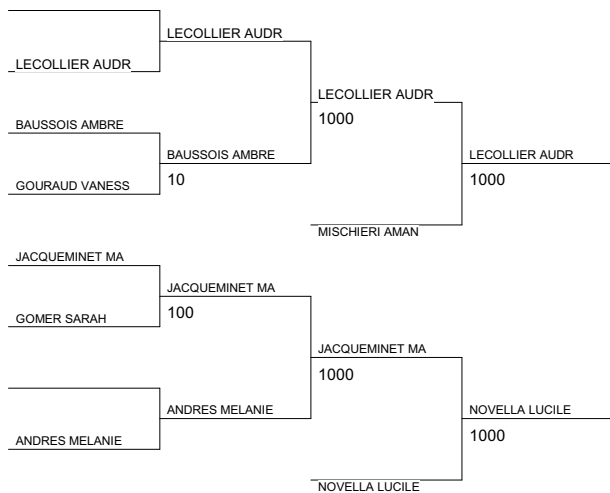 LECOLLIER AUDR
LECOLLIER AUDR
LECOLLIER AUDR
1000
BAUSSOIS AMBRE
BAUSSOIS AMBRE
10
LECOLLIER AUDR
1000
GOURAUD VANESS
MISCHIERI AMAN
JACQUEMINET MA
JACQUEMINET MA
100
GOMER SARAH
JACQUEMINET MA
1000
ANDRES MELANIE
NOVELLA LUCILE
1000
ANDRES MELANIE
NOVELLA LUCILE